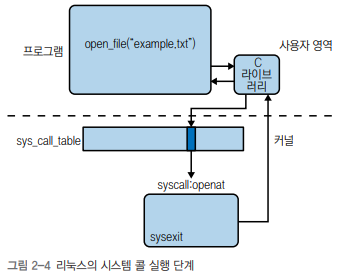 프로그램
open_file("example.txt")
사용자 영역
C
라이브
러리
sys_call_table
커널
syscall:openat
sysexit
그림 2-4 리눅스의 시스템 콜 실행 단계